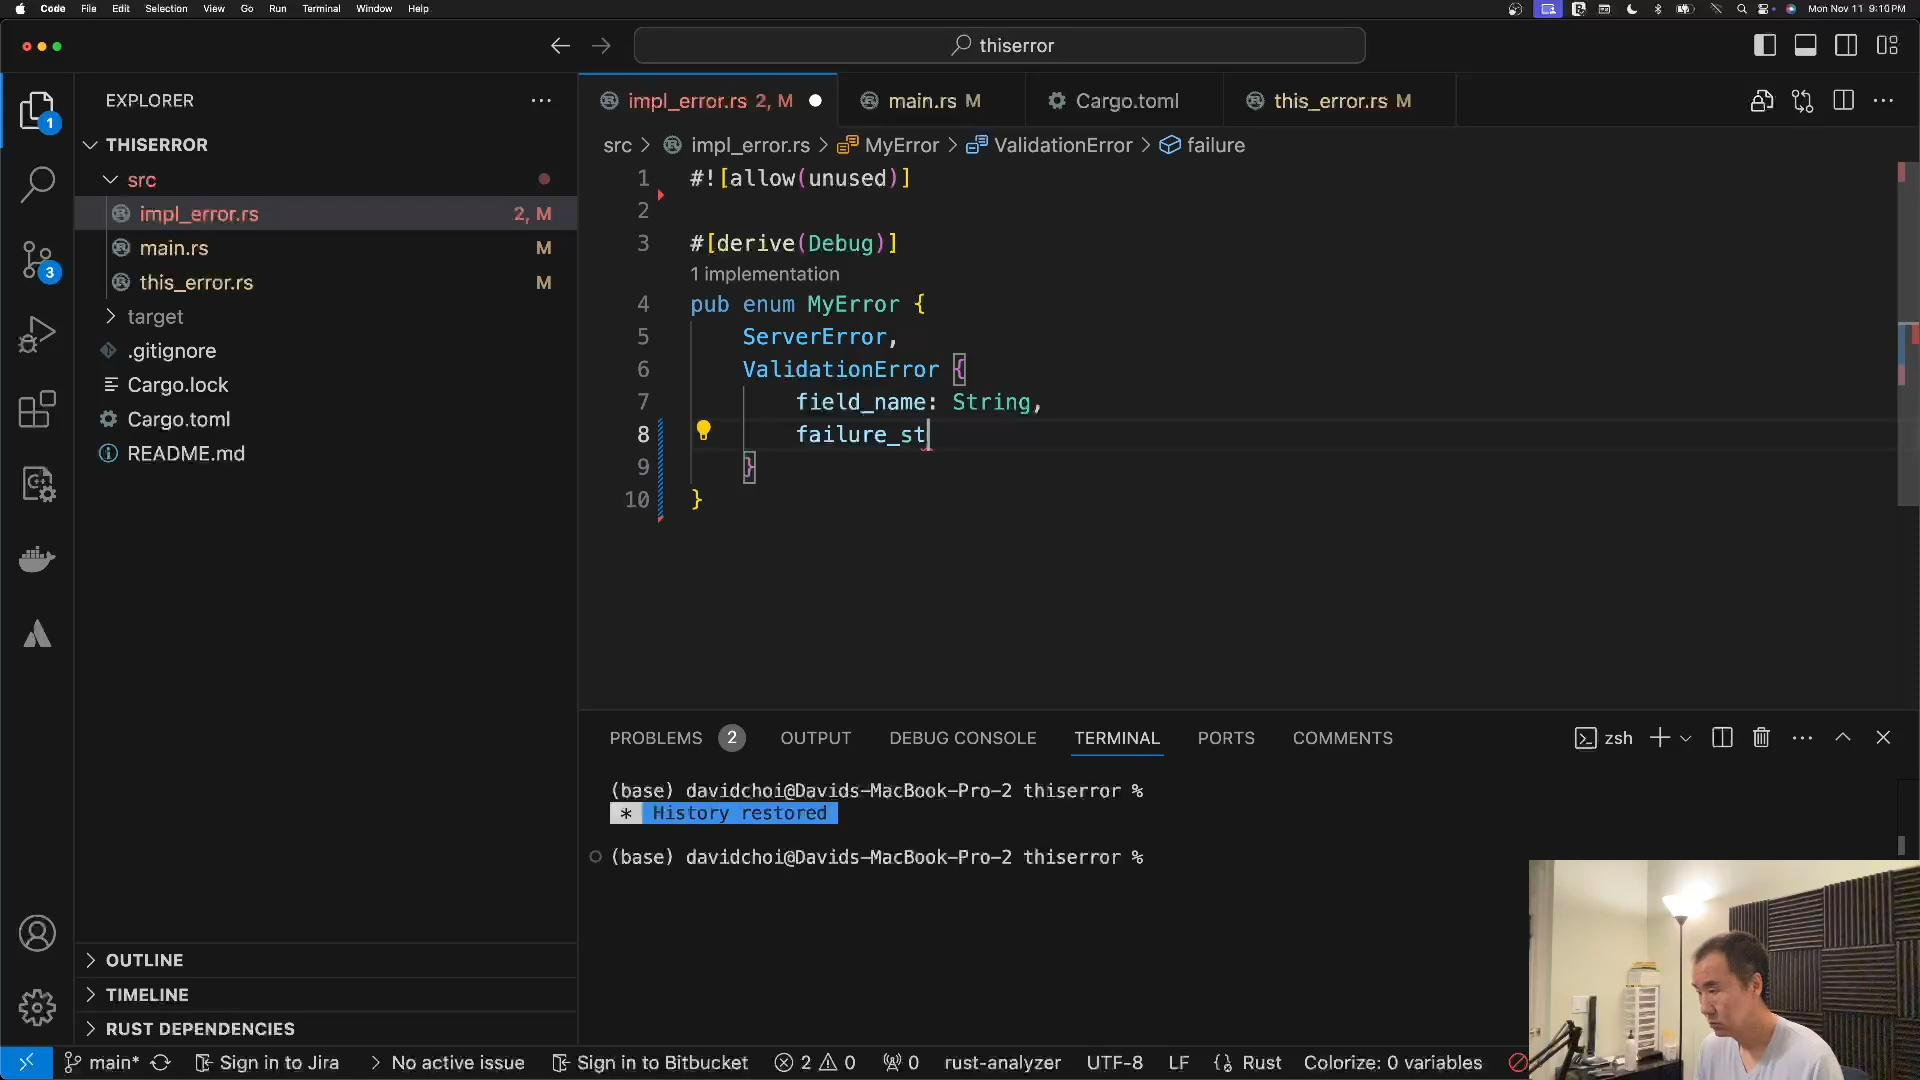 Code File Edit Selection View Go Run Terminal Window Help Mon Nov 11 9:10 PM
thiserror
EXPLORER
THISERROR
src
impl_error.rs 2, M
main.rs M
this_error.rs M
target
.gitignore
Cargo.lock
Cargo.toml
README.md
OUTLINE
TIMELINE
RUST DEPENDENCIES
1
3
impl_error.rs 2, M main.rs M Cargo.toml this_error.rs M
src > impl_error.rs > MyError > ValidationError > failure
1 #![allow(unused)]
2
3 #[derive(Debug)]
1 implementation
4 pub enum MyError {
5 ServerError,
6 ValidationError {
7 field_name: String,
8 failure_st
9 }
10 }
PROBLEMS 2 OUTPUT DEBUG CONSOLE TERMINAL PORTS COMMENTS zsh
(base) davidchoi@Davids-MacBook-Pro-2 thiserror %
* History restored
(base) davidchoi@Davids-MacBook-Pro-2 thiserror %
main* Sign in to Jira No active issue Sign in to Bitbucket 2 0 0 rust-analyzer UTF-8 LF {} Rust Colorize: 0 variables